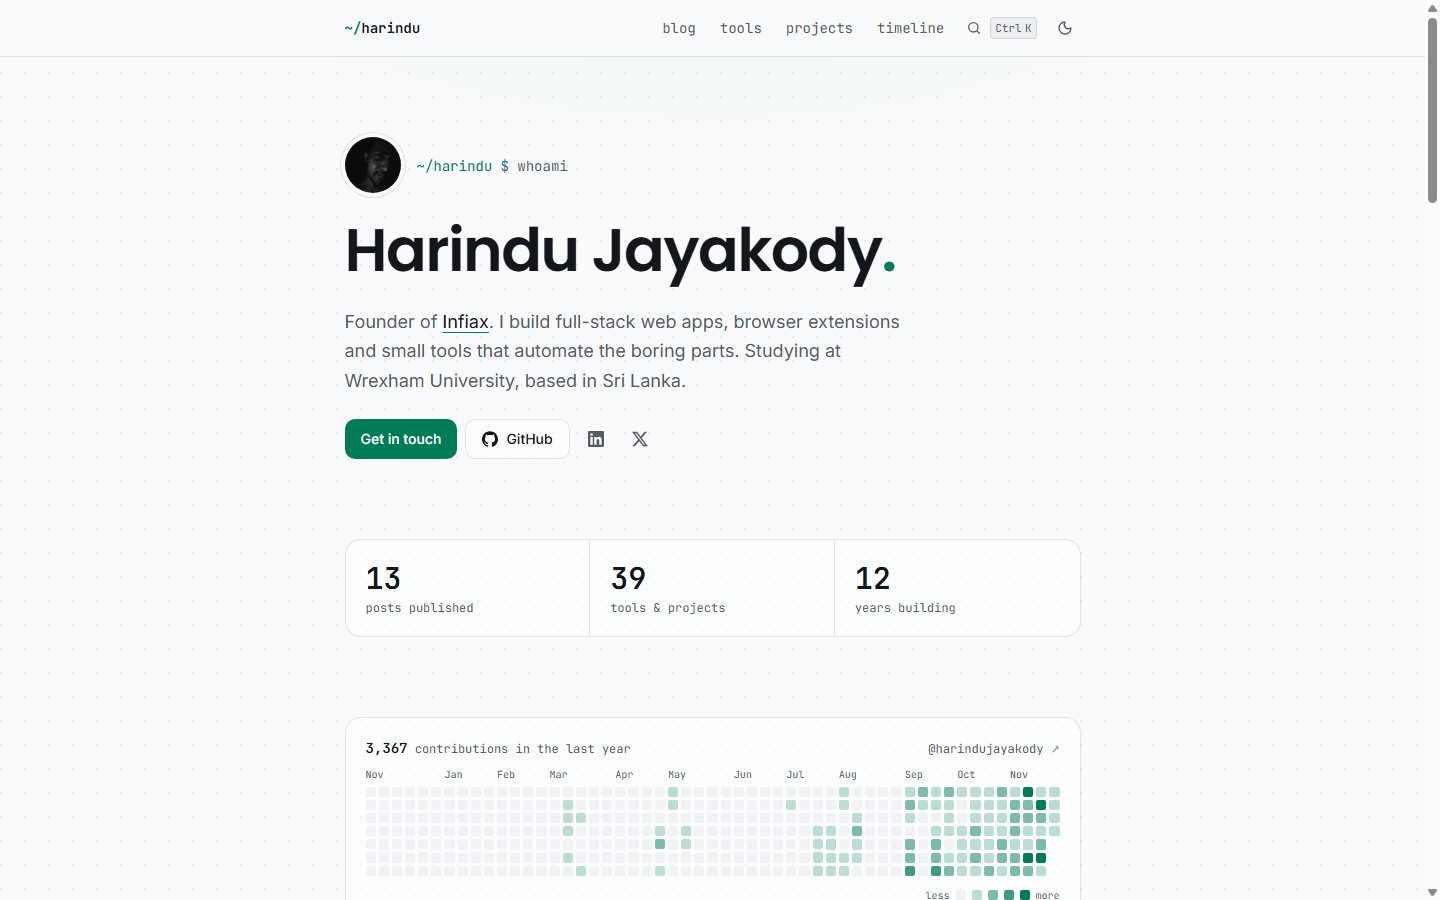 ~/harindu blog tools projects timeline Ctrl K
~/harindu $ whoami
Harindu Jayakody.
Founder of Infiax. I build full-stack web apps, browser extensions
and small tools that automate the boring parts. Studying at
Wrexham University, based in Sri Lanka.
Get in touch GitHub
13 39 12
posts published tools & projects years building
3,367 contributions in the last year @harindujayakody ↗
Nov Jan Feb Mar Apr May Jun Jul Aug Sep Oct Nov
less more